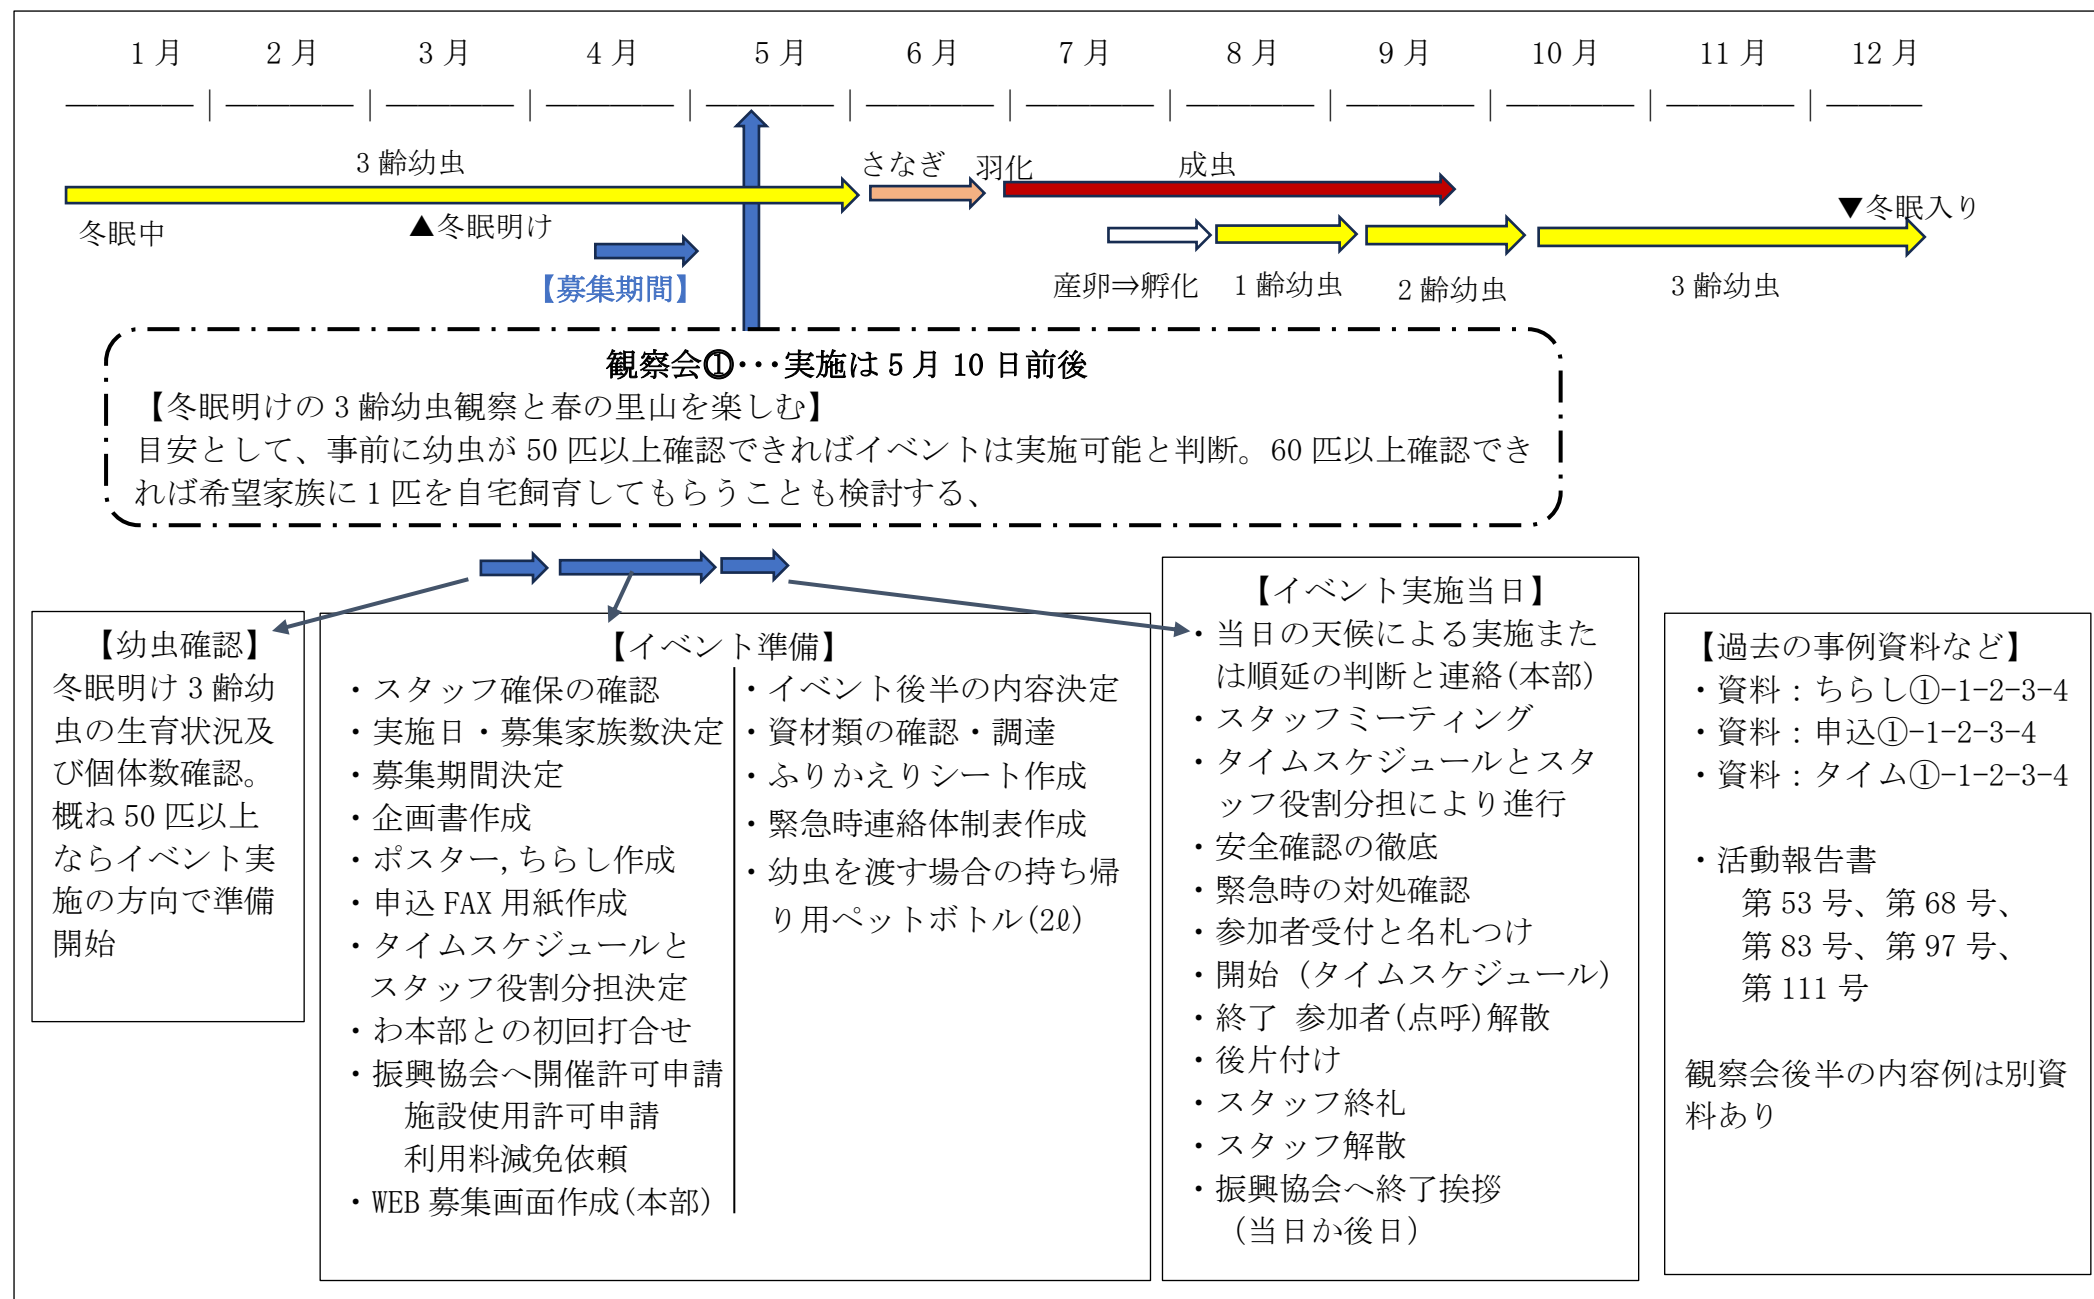 1月 2月 3月 4月 5月 6月 7月 8月 9月 10月 11月 12月
3齢幼虫
さなぎ
羽化
成虫
冬眠中
▲冬眠明け
▼冬眠入り
【募集期間】
産卵⇒孵化
1齢幼虫
2齢幼虫
3齢幼虫
観察会①･･･実施は5月10日前後
【冬眠明けの3齢幼虫観察と春の里山を楽しむ】
目安として、事前に幼虫が50匹以上確認できればイベントは実施可能と判断。60匹以上確認でき
れば希望家族に1匹を自宅飼育してもらうことも検討する、
【幼虫確認】
冬眠明け3齢幼
虫の生育状況及
び個体数確認。
概ね50匹以上
ならイベント実
施の方向で準備
開始
【イベント準備】
・スタッフ確保の確認
・実施日・募集家族数決定
・募集期間決定
・企画書作成
・ポスター,ちらし作成
・申込FAX用紙作成
・タイムスケジュールと
スタッフ役割分担決定
・わ本部との初回打合せ
・振興協会へ開催許可申請
施設使用許可申請
利用料減免依頼
・WEB募集画面作成(本部)
・イベント後半の内容決定
・資材類の確認・調達
・ふりかえりシート作成
・緊急時連絡体制表作成
・幼虫を渡す場合の持ち帰
り用ペットボトル(2ℓ)
【イベント実施当日】
・当日の天候による実施また
は順延の判断と連絡(本部)
・スタッフミーティング
・タイムスケジュールとスタ
ッフ役割分担により進行
・安全確認の徹底
・緊急時の対処確認
・参加者受付と名札つけ
・開始（タイムスケジュール）
・終了 参加者(点呼)解散
・後片付け
・スタッフ終礼
・スタッフ解散
・振興協会へ終了挨拶
（当日か後日）
【過去の事例資料など】
・資料：ちらし①-1-2-3-4
・資料：申込①-1-2-3-4
・資料：タイム①-1-2-3-4
・活動報告書
第53号、第68号、
第83号、第97号、
第111号
観察会後半の内容例は別資
料あり